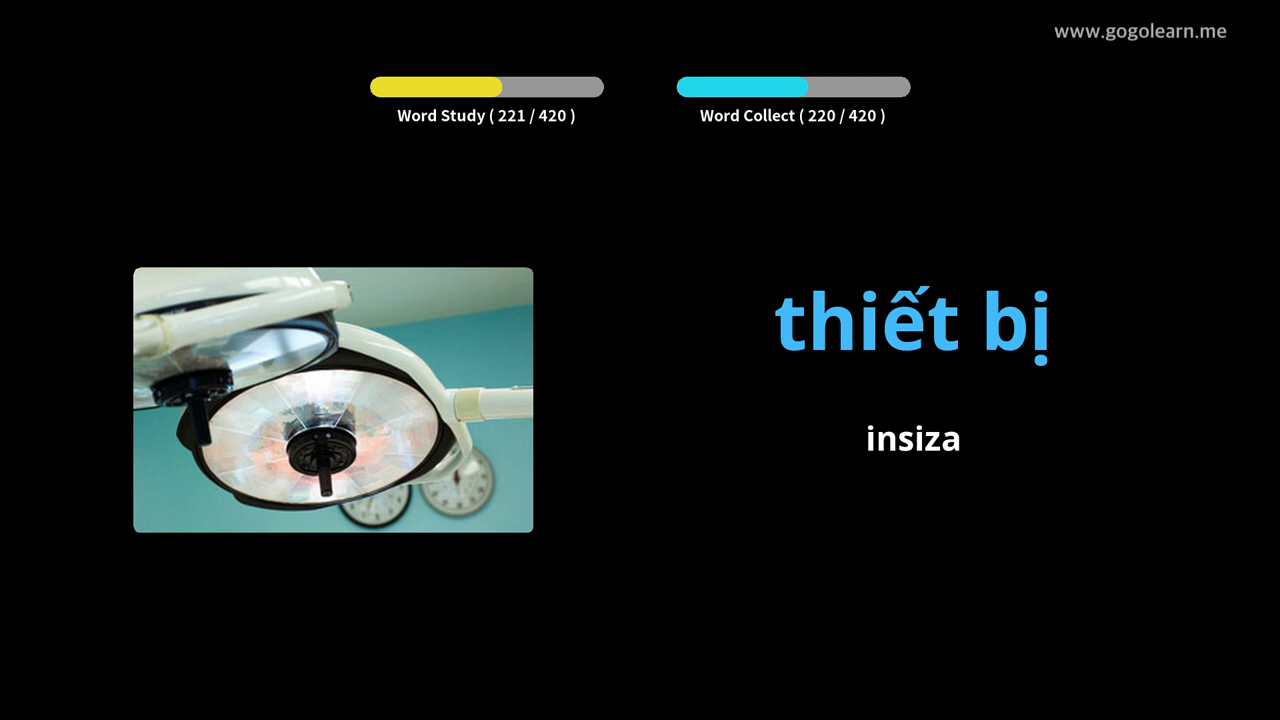 www.gogolearn.me
Word Study ( 221 / 420 )
Word Collect ( 220 / 420 )
thiết bị
insiza